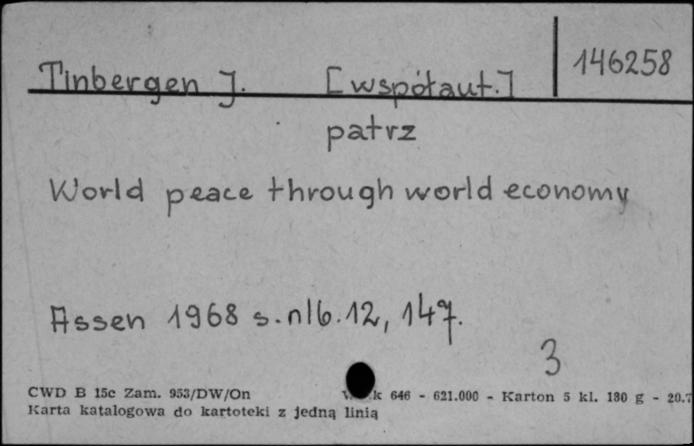 146258
Tinbergen J. [współaut.]
patrz
World peace through world economy
Assen 1968 s. nlb. 12, 147.
3
CWD B 15c Zam. 953/DW/On k 646 - 621.000 - Karton 5 kl. 180 g - 20.7
Karta katalogowa do kartoteki z jedną linią